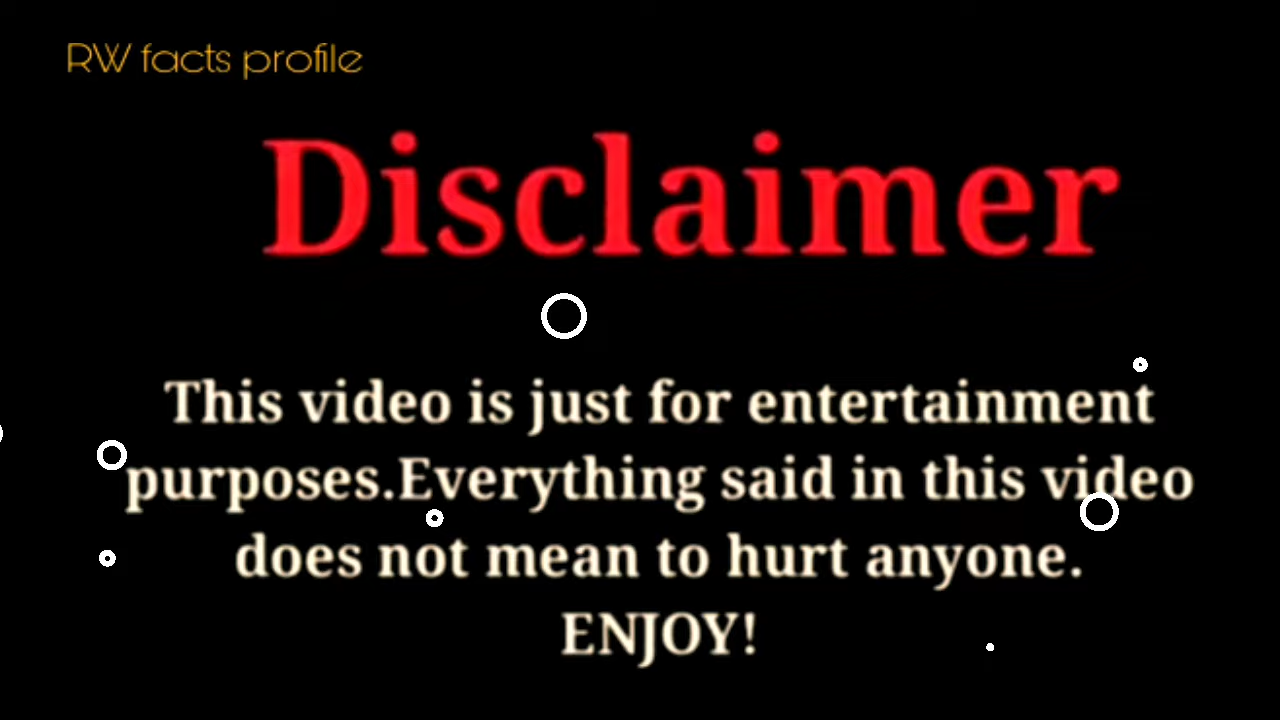 RW facts profile
Disclaimer
This video is just for entertainment
purposes.Everything said in this video
does not mean to hurt anyone.
ENJOY!